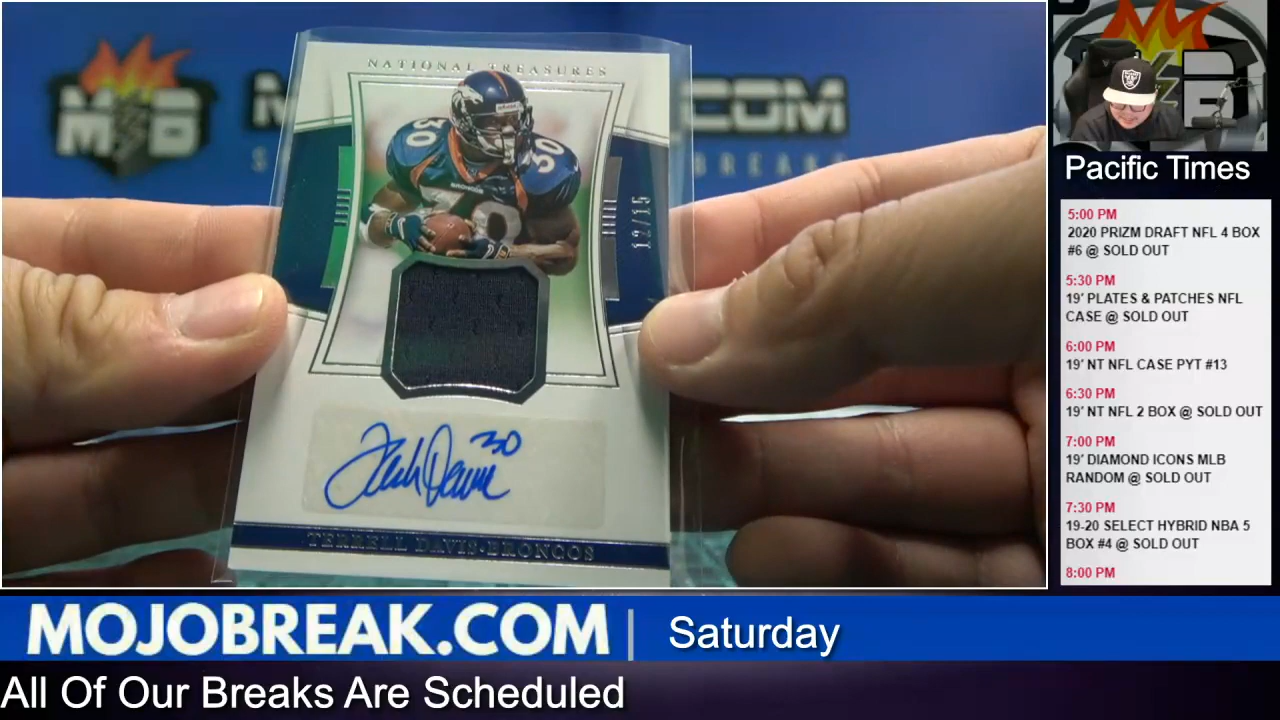 NATIONAL TREASURES
30
30
BRONCOS
30
12/15
30
TERRELL DAVIS-BRONCOS
M B
.COM
Pacific Times
5:00 PM
2020 PRIZM DRAFT NFL 4 BOX
#6 @ SOLD OUT
5:30 PM
19' PLATES & PATCHES NFL
CASE @ SOLD OUT
6:00 PM
19' NT NFL CASE PYT #13
6:30 PM
19' NT NFL 2 BOX @ SOLD OUT
7:00 PM
19' DIAMOND ICONS MLB
RANDOM @ SOLD OUT
7:30 PM
19-20 SELECT HYBRID NBA 5
BOX #4 @ SOLD OUT
8:00 PM
MOJOBREAK.COM | Saturday
All Of Our Breaks Are Scheduled